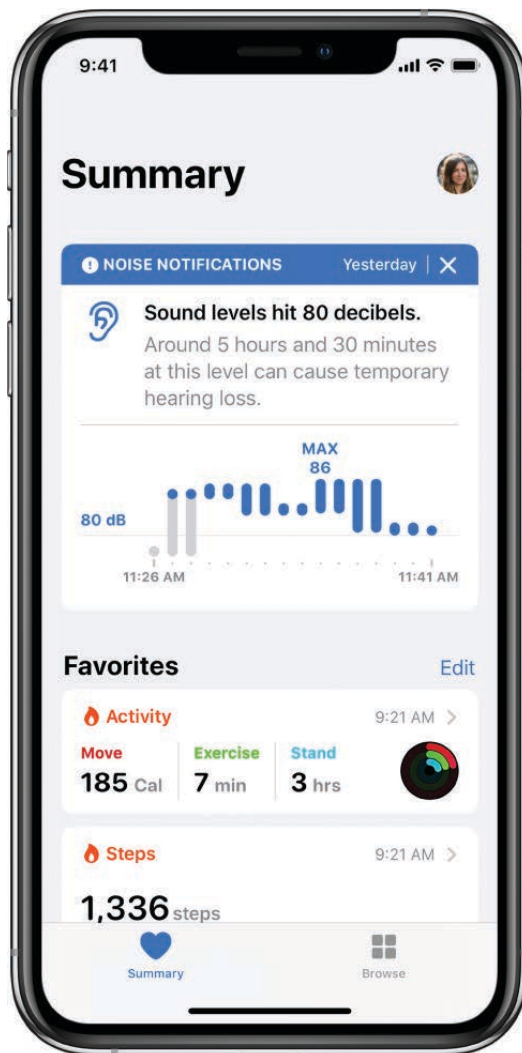 9:41
Summary
NOISE NOTIFICATIONS Yesterday
Sound levels hit 80 decibels.
Around 5 hours and 30 minutes
at this level can cause temporary
hearing loss.
MAX
86
80 dB
11:26 AM 11:41 AM
Favorites Edit
Activity 9:21 AM
Move Exercise Stand
185 Cal 7 min 3 hrs
Steps 9:21 AM
1,336 steps
Summary Browse